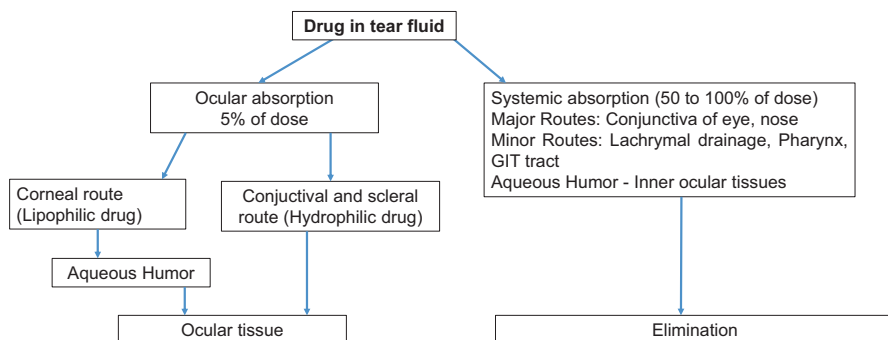 Drug in tear fluid
Ocular absorption
5% of dose
Systemic absorption (50 to 100% of dose)
Major Routes: Conjunctiva of eye, nose
Minor Routes: Lachrymal drainage, Pharynx,
GIT tract
Aqueous Humor - Inner ocular tissues
Corneal route
(Lipophilic drug)
Conjuctival and scleral
route (Hydrophilic drug)
Aqueous Humor
Ocular tissue
Elimination